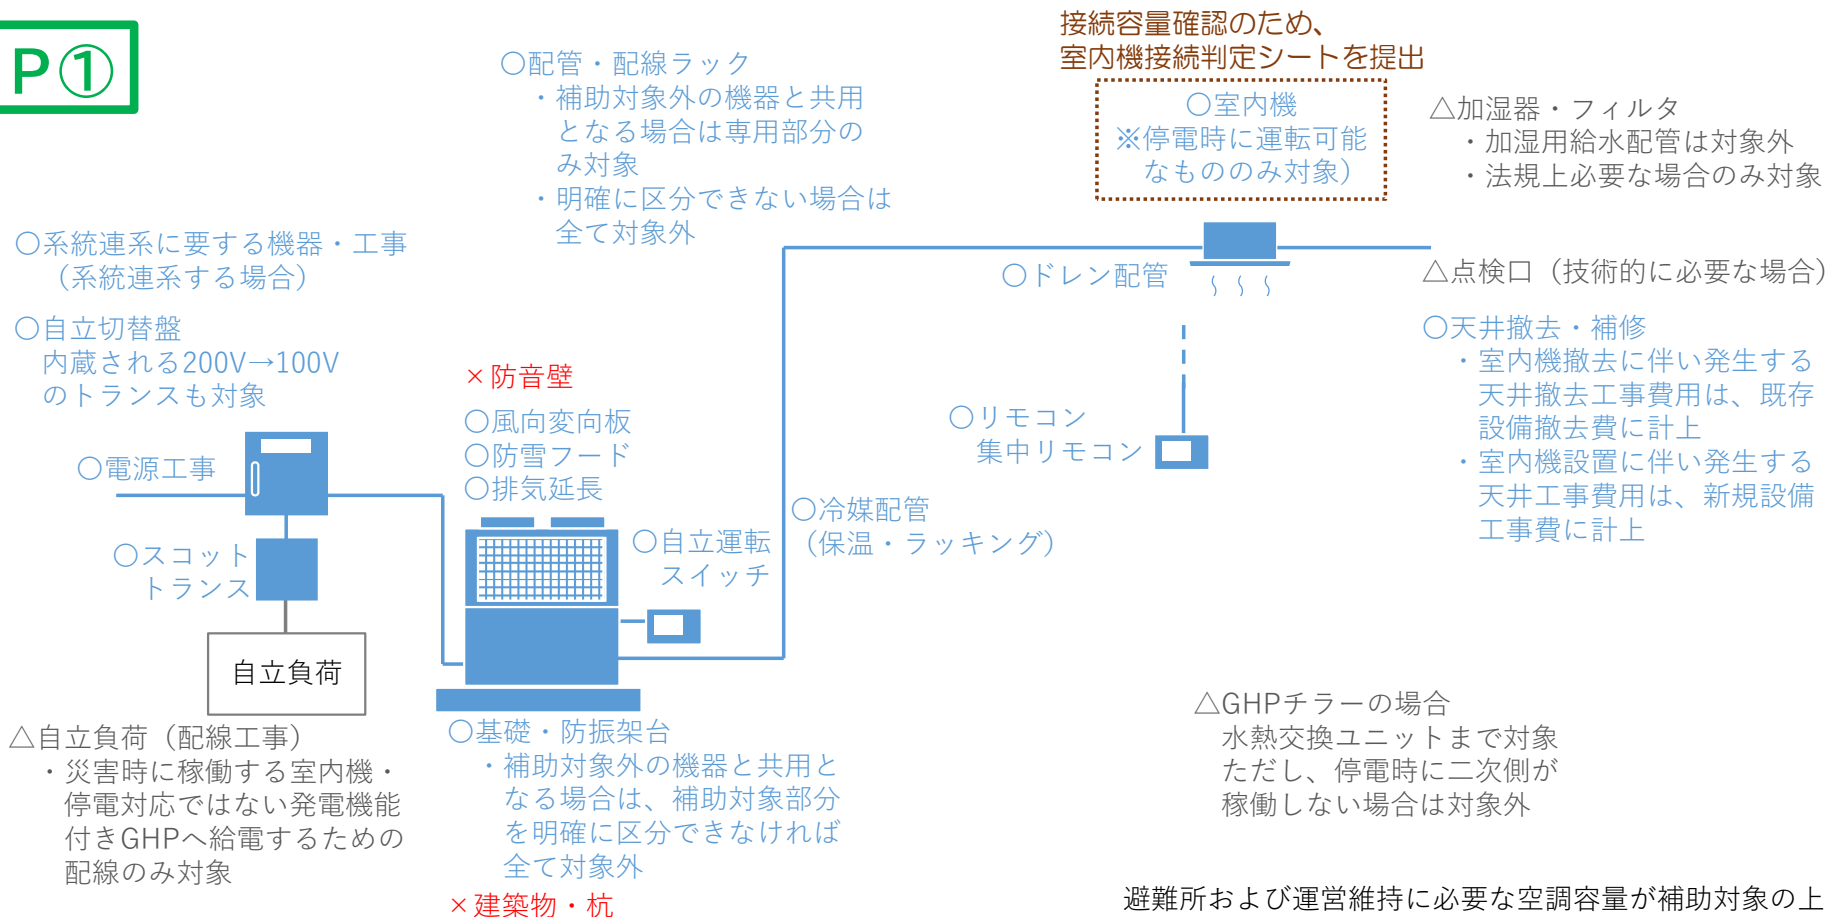 P①
○配管・配線ラック
・補助対象外の機器と共用
となる場合は専用部分の
み対象
・明確に区分できない場合は
全て対象外
接続容量確認のため、
室内機接続判定シートを提出
○室内機
※停電時に運転可能
なもののみ対象）
△加湿器・フィルタ
・加湿用給水配管は対象外
・法規上必要な場合のみ対象
○系統連系に要する機器・工事
（系統連系する場合）
○自立切替盤
内蔵される200V→100V
のトランスも対象
×防音壁
○風向変向板
○防雪フード
○排気延長
○ドレン配管
△点検口（技術的に必要な場合）
○天井撤去・補修
・室内機撤去に伴い発生する
天井撤去工事費用は、既存
設備撤去費に計上
・室内機設置に伴い発生する
天井工事費用は、新規設備
工事費に計上
○リモコン
集中リモコン
○電源工事
○スコット
トランス
○自立運転
スイッチ
○冷媒配管
（保温・ラッキング）
自立負荷
△自立負荷（配線工事）
・災害時に稼働する室内機・
停電対応ではない発電機能
付きGHPへ給電するための
配線のみ対象
○基礎・防振架台
・補助対象外の機器と共用と
なる場合は、補助対象部分
を明確に区分できなければ
全て対象外
×建築物・杭
△GHPチラーの場合
水熱交換ユニットまで対象
ただし、停電時に二次側が
稼働しない場合は対象外
避難所および運営維持に必要な空調容量が補助対象の上